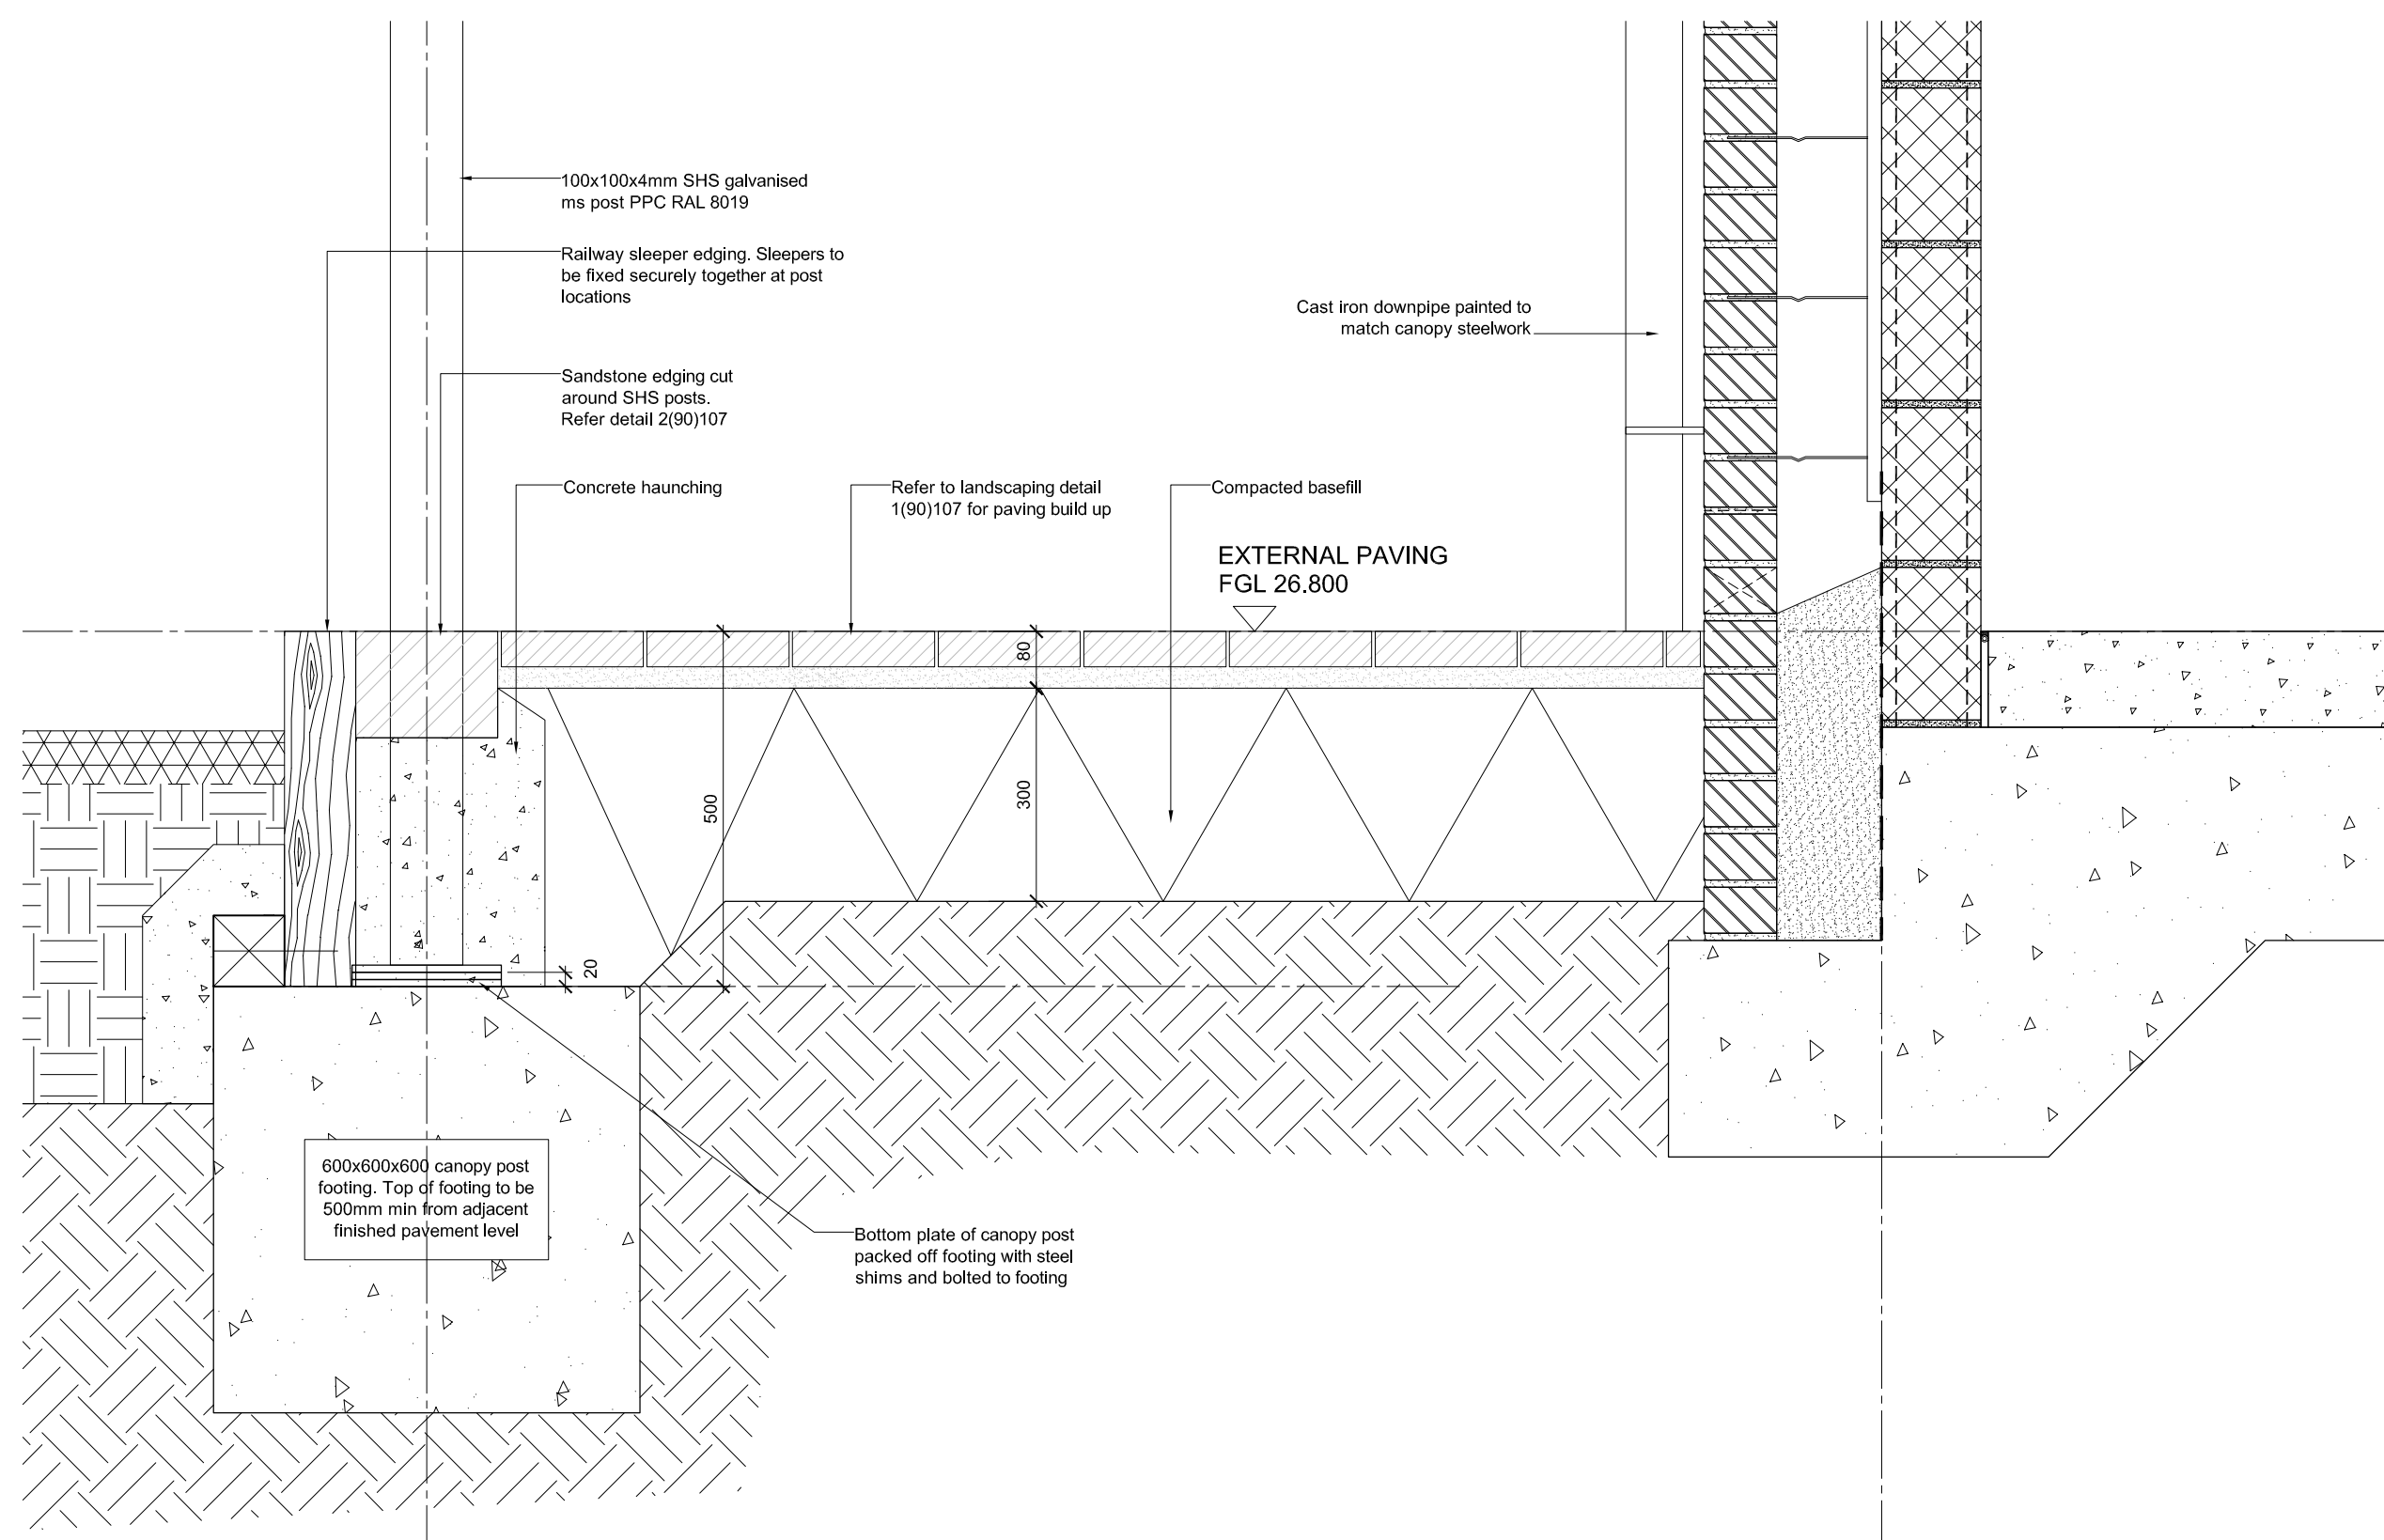 100x100x4mm SHS galvanised
ms post PPC RAL 8019
Railway sleeper edging. Sleepers to
be fixed securely together at post
locations
Cast iron downpipe painted to
match canopy steelwork
Sandstone edging cut
around SHS posts.
Refer detail 2(90)107
Concrete haunching
Refer to landscaping detail
1(90)107 for paving build up
Compacted basefill
EXTERNAL PAVING
FGL 26.800
80
500
300
20
600x600x600 canopy post
footing. Top of footing to be
500mm min from adjacent
finished pavement level
Bottom plate of canopy post
packed off footing with steel
shims and bolted to footing